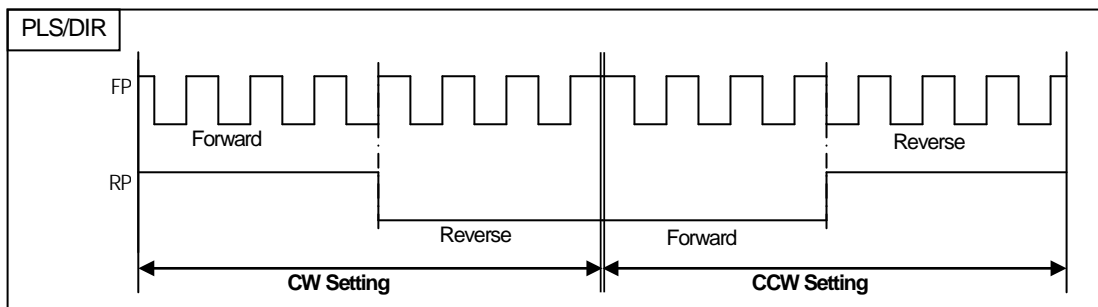 PLS/DIR
FP
Forward
Reverse
RP
Reverse
Forward
CW Setting
CCW Setting